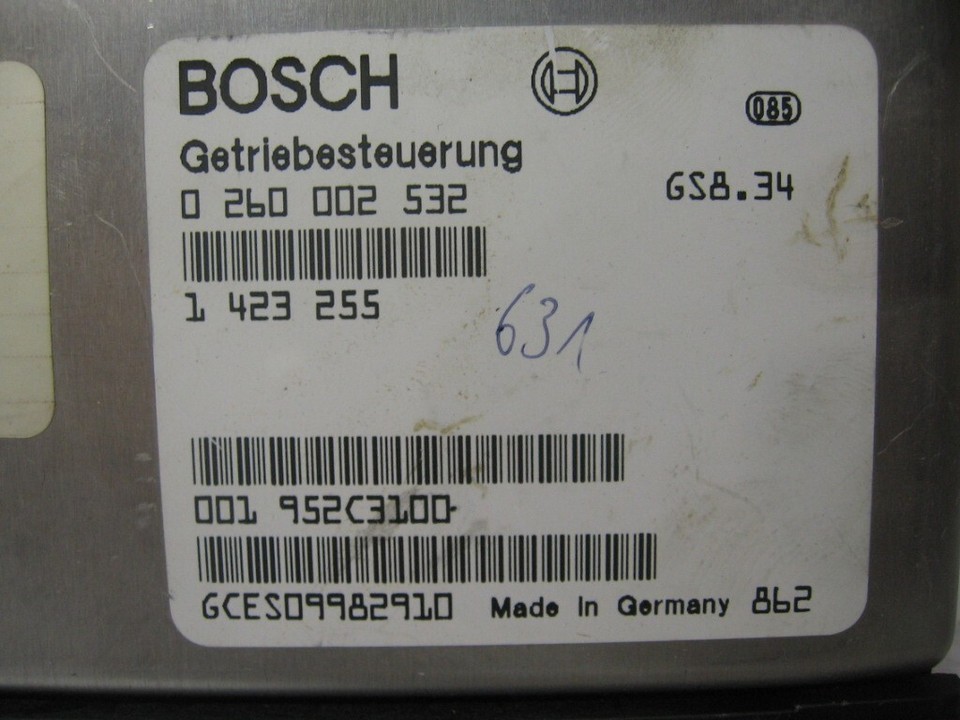 BOSCH
085
Getriebesteuerung
0 260 002 532
GS8.34
1 423 255
631
001 952C3100-
GCES09982910 Made In Germany 862